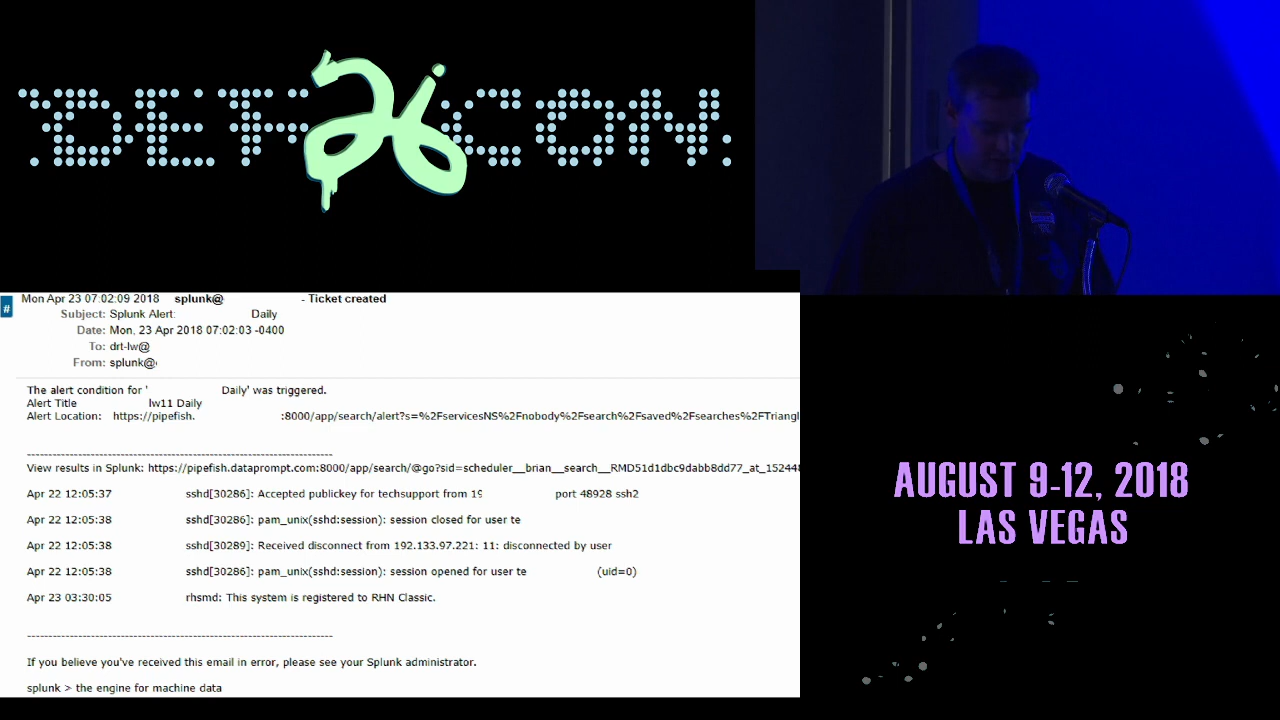 DEF 26 CON
#
Mon Apr 23 07:02:09 2018 splunk@ - Ticket created
Subject: Splunk Alert: Daily
Date: Mon, 23 Apr 2018 07:02:03 -0400
To: drt-lw@
From: splunk@
The alert condition for ' Daily' was triggered.
Alert Title lw11 Daily
Alert Location: https://pipefish. :8000/app/search/alert?s=%2FservicesNS%2Fnobody%2Fsearch%2Fsaved%2Fsearches%2FTriangl
------------------------------------------------------------------------
View results in Splunk: https://pipefish.dataprompt.com:8000/app/search/@go?sid=scheduler__brian__search__RMD51d1dbc9dabb8dd77_at_152448
Apr 22 12:05:37 sshd[30286]: Accepted publickey for techsupport from 19 port 48928 ssh2
Apr 22 12:05:38 sshd[30286]: pam_unix(sshd:session): session closed for user te
Apr 22 12:05:38 sshd[30289]: Received disconnect from 192.133.97.221: 11: disconnected by user
Apr 22 12:05:38 sshd[30286]: pam_unix(sshd:session): session opened for user te (uid=0)
Apr 23 03:30:05 rhsmd: This system is registered to RHN Classic.
------------------------------------------------------------------------
If you believe you've received this email in error, please see your Splunk administrator.
splunk > the engine for machine data
AUGUST 9-12, 2018
LAS VEGAS